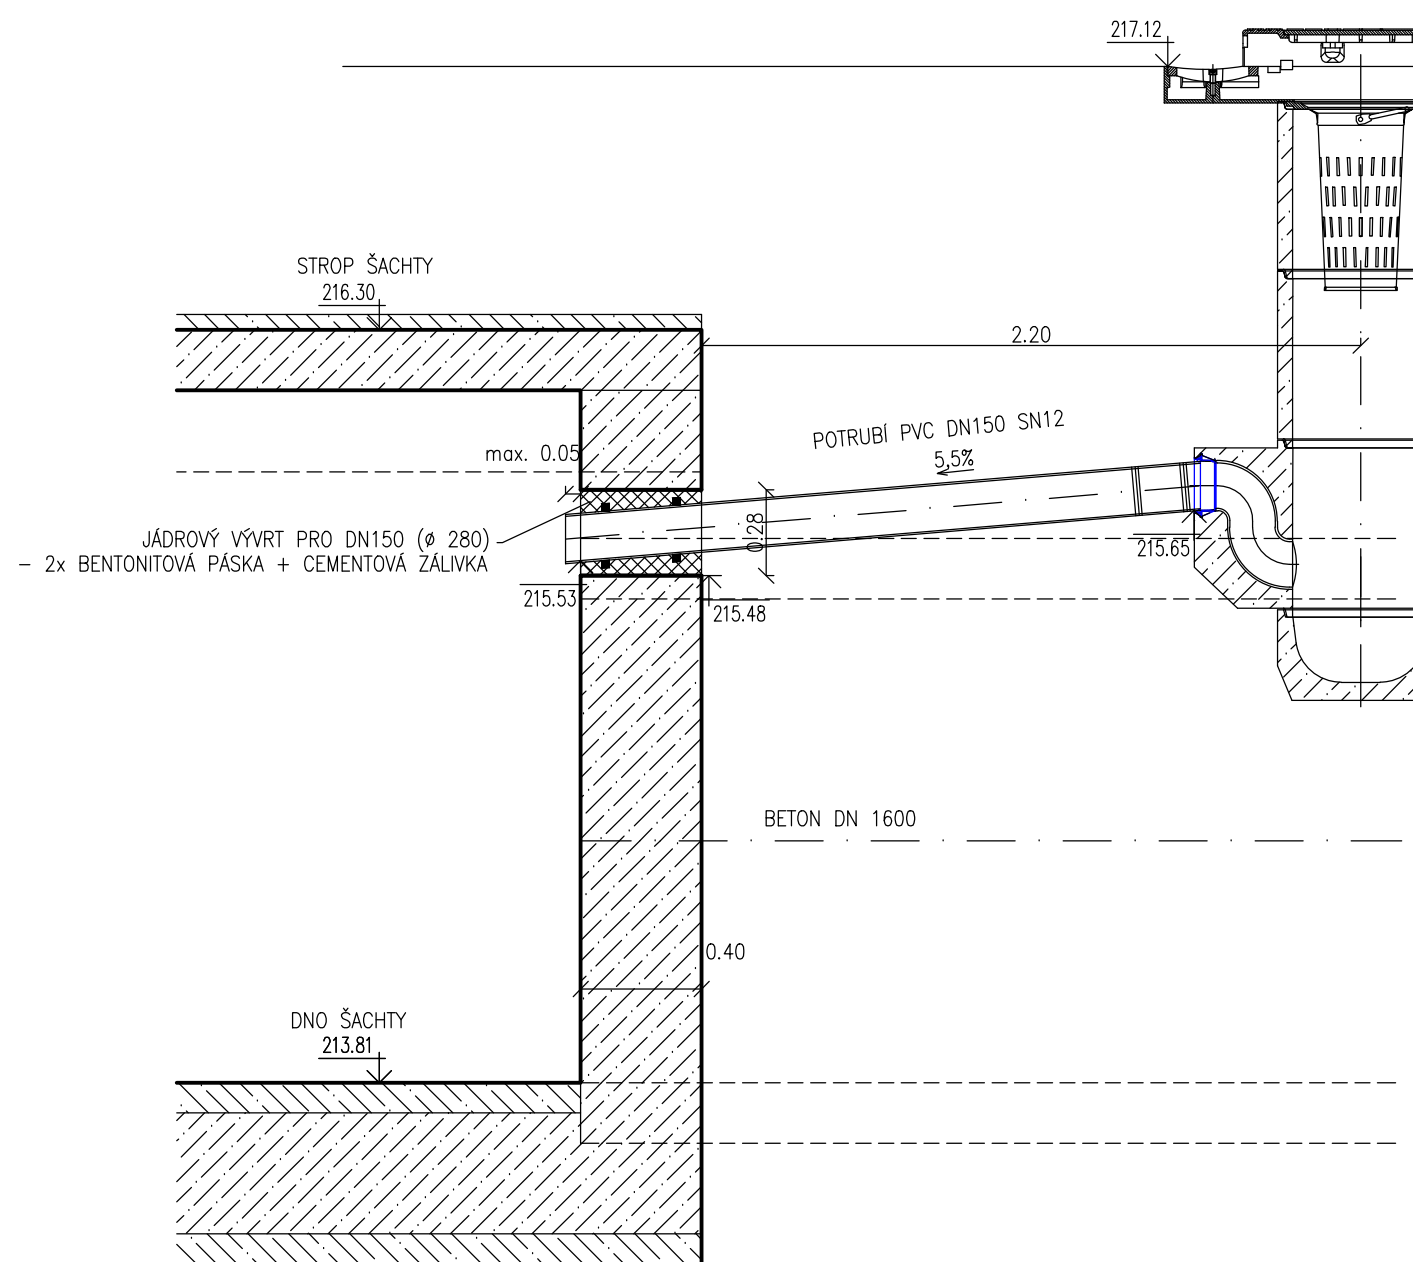 217.12
STROP ŠACHTY
216.30
2.20
POTRUBÍ PVC DN150 SN12
5,5%
max. 0.05
0.28
JÁDROVÝ VÝVRT PRO DN150 (ø 280)
- 2x BENTONITOVÁ PÁSKA + CEMENTOVÁ ZÁLIVKA
215.65
215.53
215.48
BETON DN 1600
0.40
DNO ŠACHTY
213.81